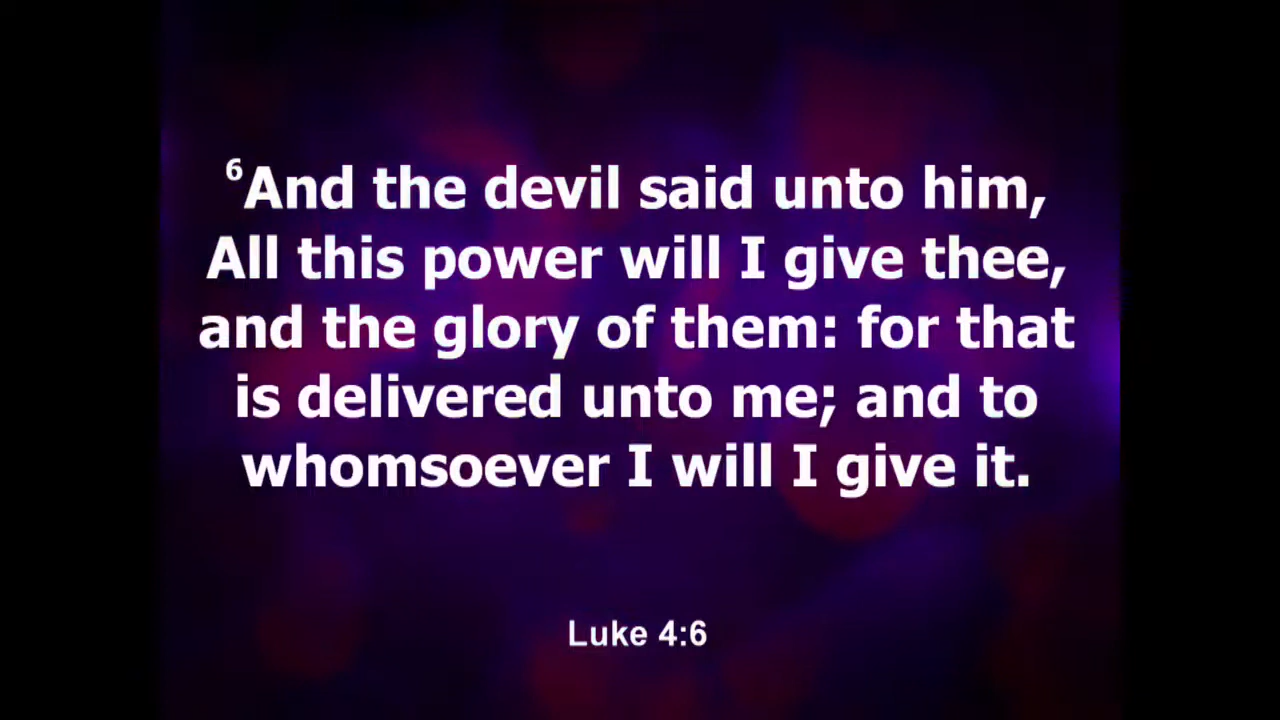 ⁶And the devil said unto him,
All this power will I give thee,
and the glory of them: for that
is delivered unto me; and to
whomsoever I will I give it.
Luke 4:6